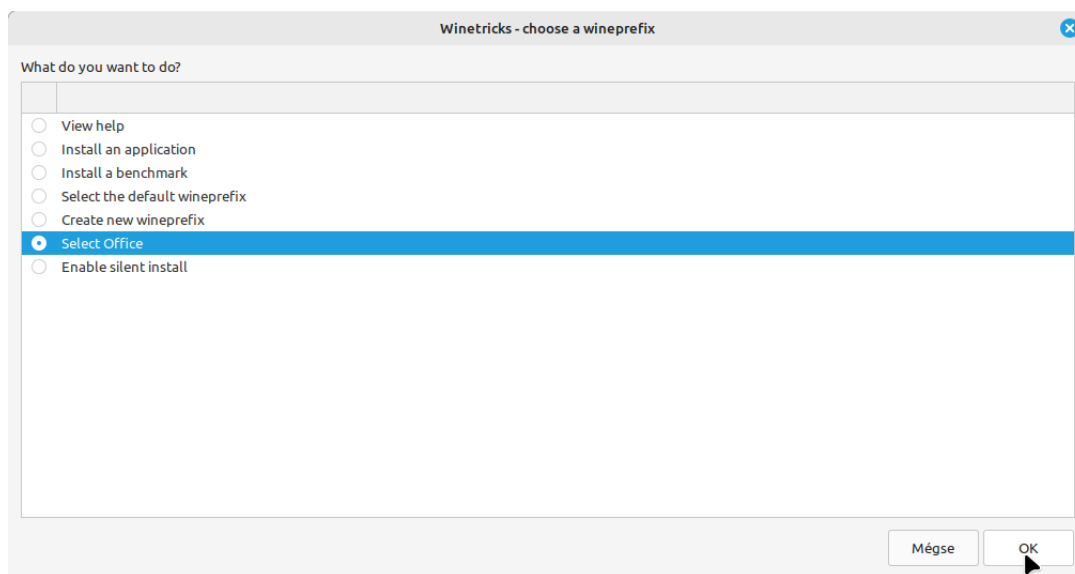 Winetricks - choose a wineprefix
What do you want to do?
View help
Install an application
Install a benchmark
Select the default wineprefix
Create new wineprefix
Select Office
Enable silent install
Mégse
OK